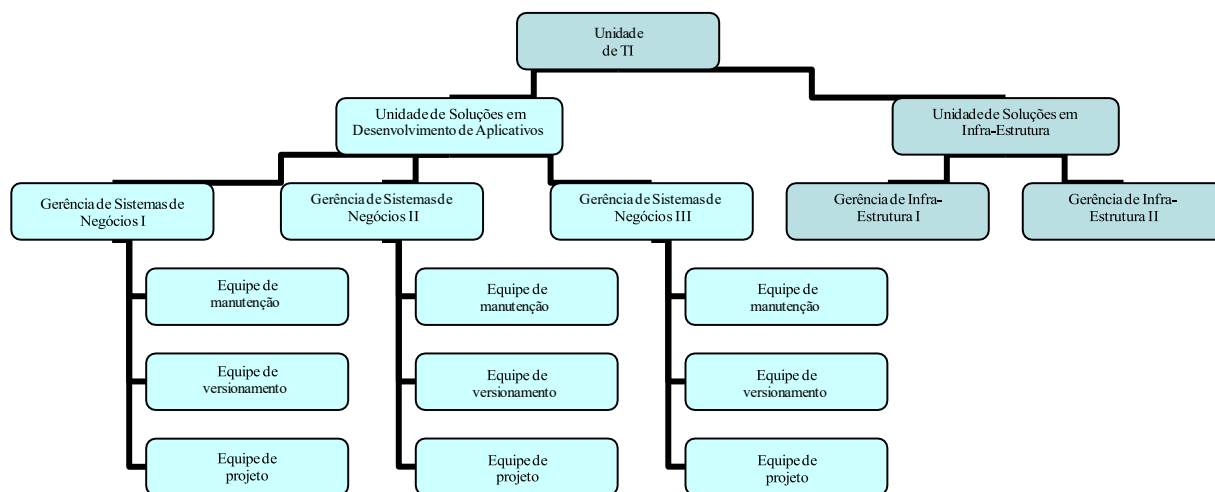 Unidade
de TI
Unidade de Soluções em
Desenvolvimento de Aplicativos
Unidade de Soluções em
Infra-Estrutura
Gerência de Sistemas de
Negócios I
Gerência de Sistemas de
Negócios II
Gerência de Sistemas de
Negócios III
Gerência de Infra-
Estrutura I
Gerência de Infra-
Estrutura II
Equipe de
manutenção
Equipe de
manutenção
Equipe de
manutenção
Equipe de
versionamento
Equipe de
versionamento
Equipe de
versionamento
Equipe de
projeto
Equipe de
projeto
Equipe de
projeto